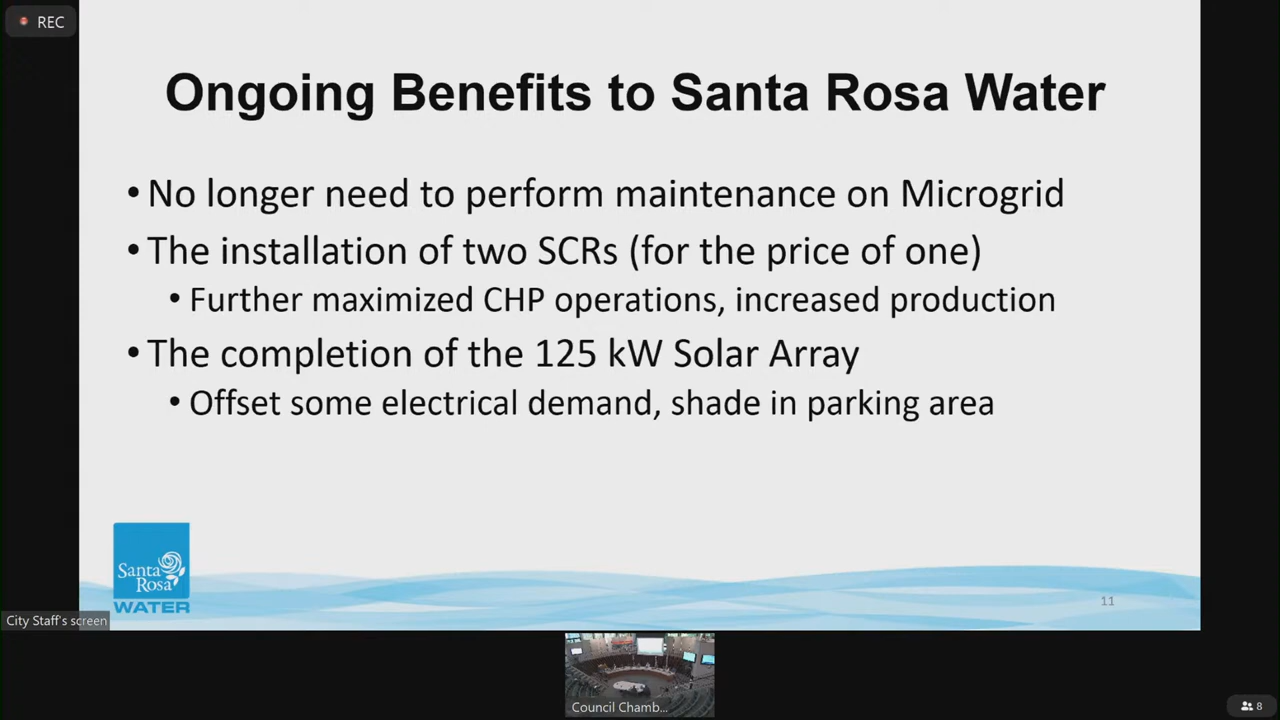 REC
Ongoing Benefits to Santa Rosa Water
• No longer need to perform maintenance on Microgrid
• The installation of two SCRs (for the price of one)
• Further maximized CHP operations, increased production
• The completion of the 125 kW Solar Array
• Offset some electrical demand, shade in parking area
Santa
Rosa
WATER
11
City Staff's screen
Council Chamb...
8